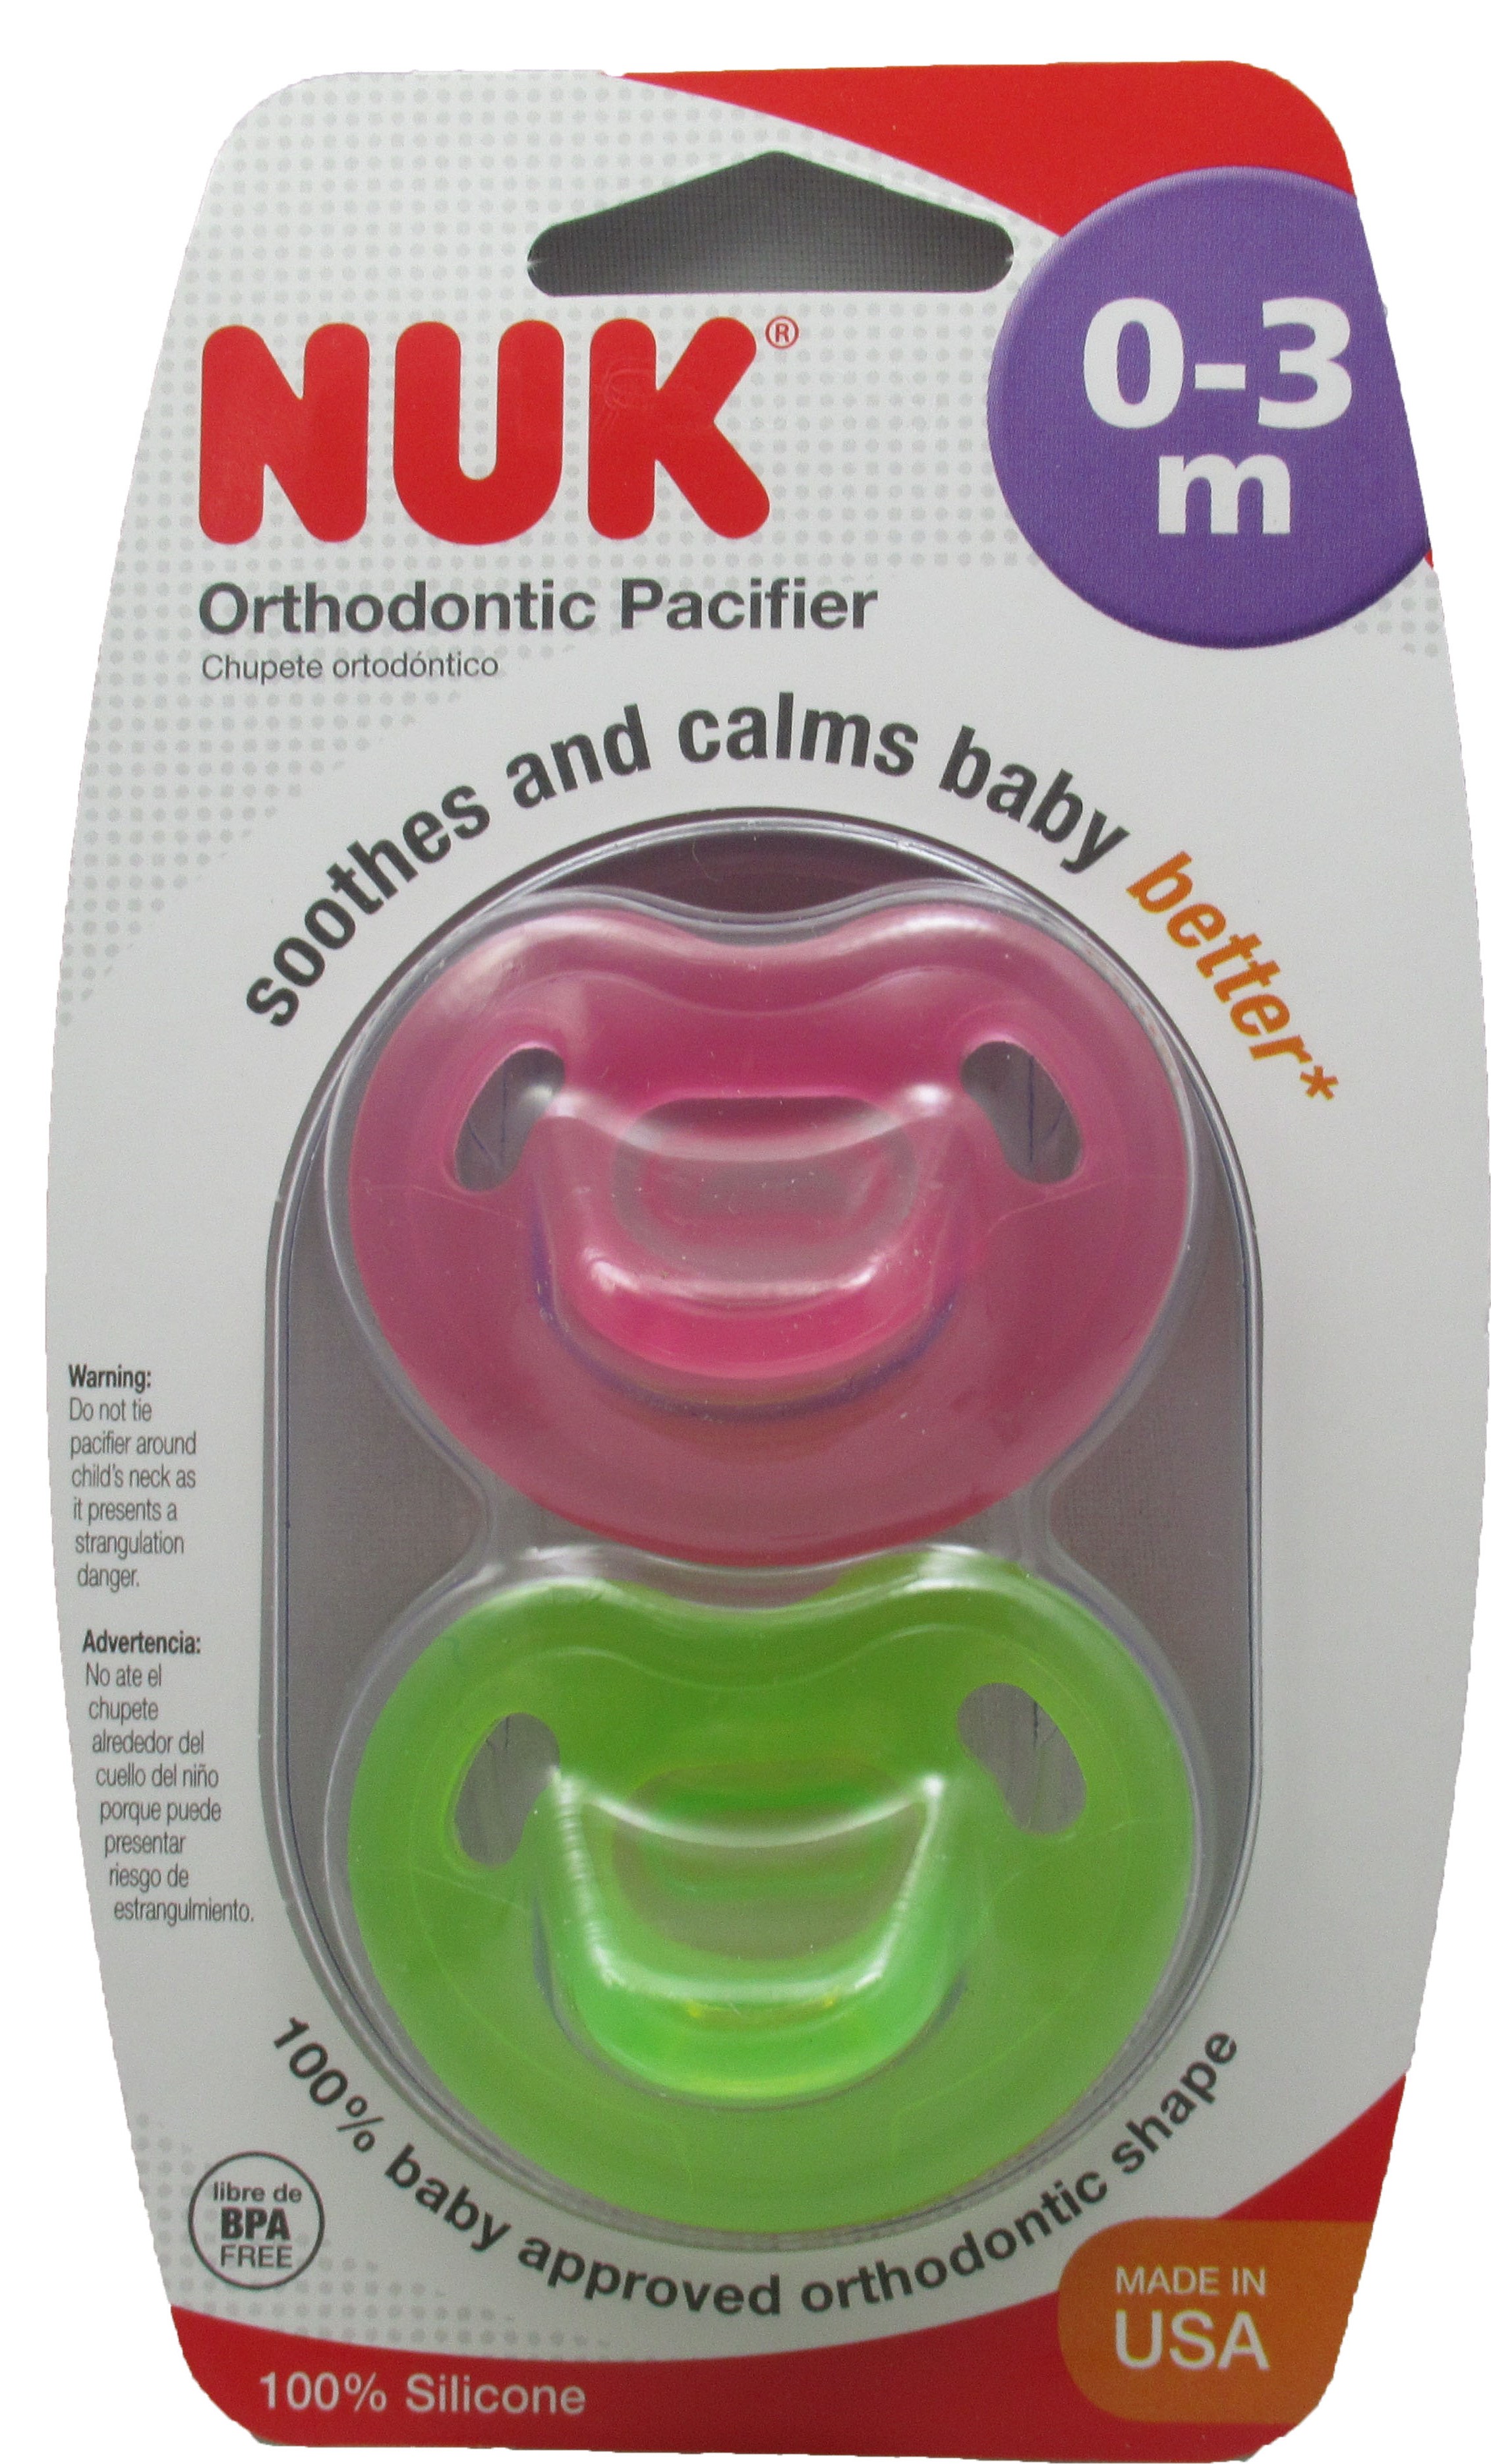 NUK®
0-3
m
Orthodontic Pacifier
Chupete ortodóntico
soothes and calms baby better*
Warning:
Do not tie
pacifier around
child's neck as
it presents a
strangulation
danger.
Advertencia:
No ate el
chupete
alrededor del
cuello del niño
porque puede
presentar
riesgo de
estrangulmiento.
100% baby approved orthodontic shape
libre de
BPA
FREE
MADE IN
USA
100% Silicone